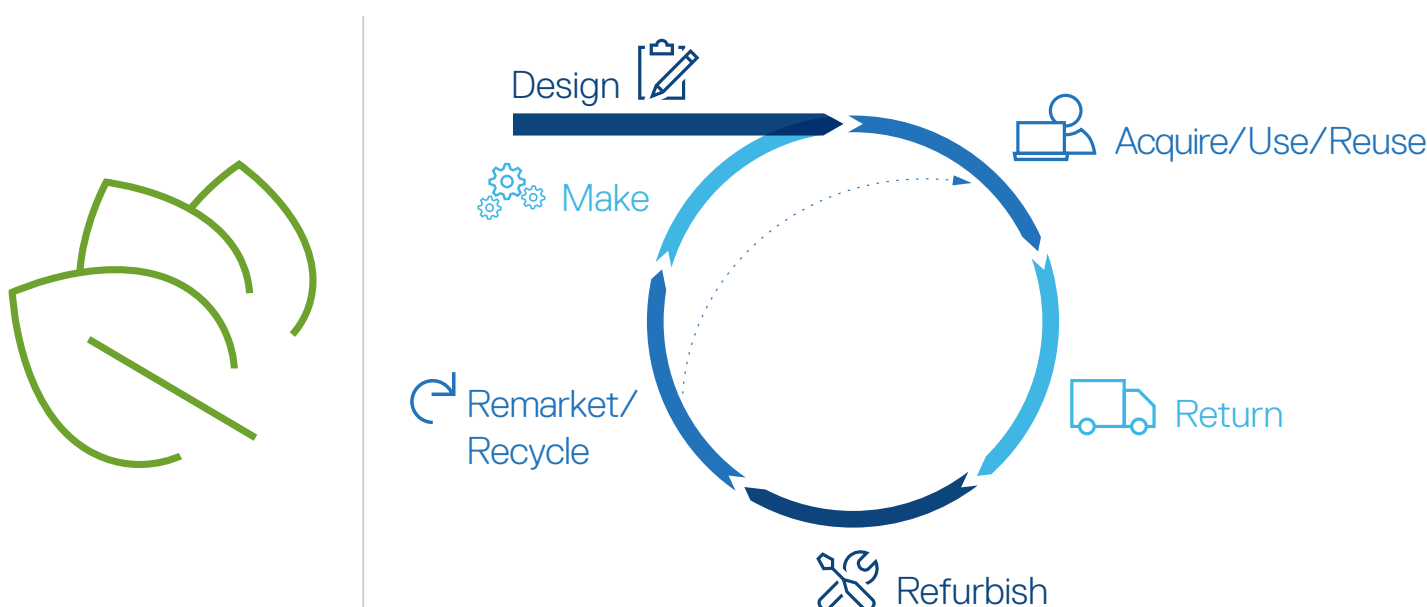 Design
Acquire/Use/Reuse
Make
Remarket/
Recycle
Return
Refurbish